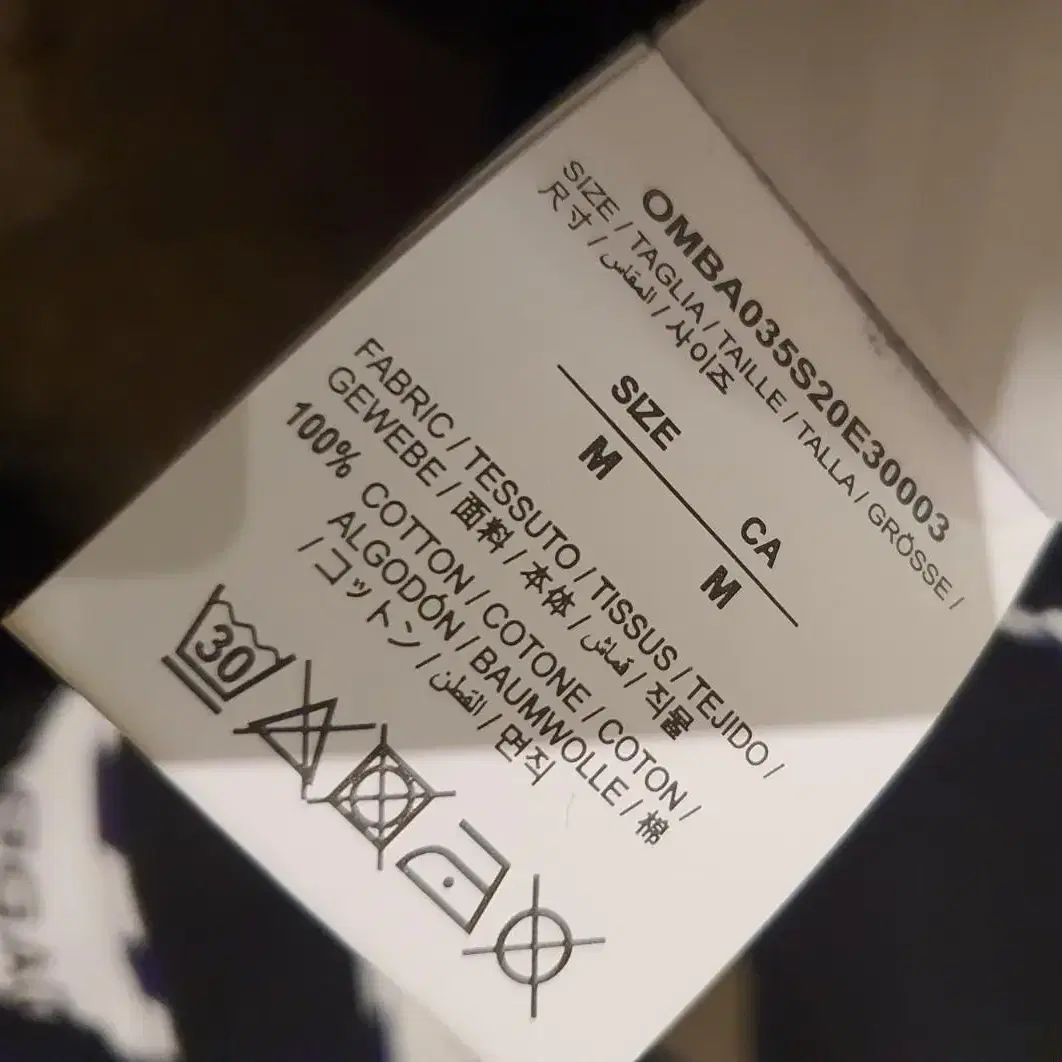 OMBA035S20E30003
SIZE / TAGLIA / TAILLE / TALLA / GRÖSSE /
尺寸 / المقاس / 사이즈
SIZE CA
M M
FABRIC / TESSUTO / TISSUS / TEJIDO /
GEWEBE / 面料 / 本体 / قماش / 직물
100% COTTON / COTONE / COTON /
ALGODÓN / BAUMWOLLE / 棉
/ コットン / القطن / 면직
30